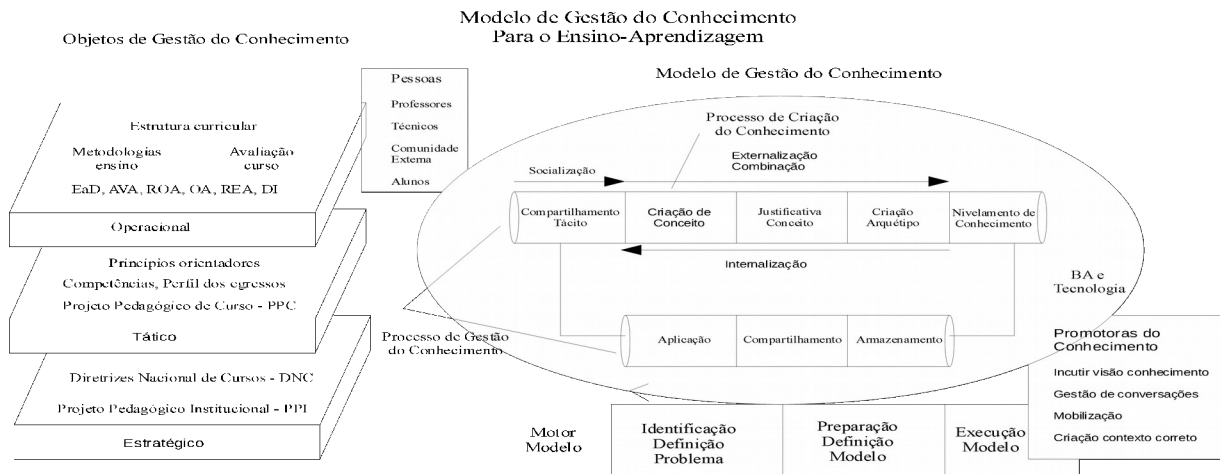 Modelo de Gestão do Conhecimento
Para o Ensino-Aprendizagem
Objetos de Gestão do Conhecimento
Estrutura curricular
Metodologias
ensino
Avaliação
curso
EaD, AVA, ROA, OA, REA, DI
Operacional
Princípios orientadores
Competências, Perfil dos egressos
Projeto Pedagógico de Curso - PPC
Tático
Diretrizes Nacional de Cursos - DNC
Projeto Pedagógico Institucional - PPI
Estratégico
Pessoas
Professores
Técnicos
Comunidade
Externa
Alunos
Modelo de Gestão do Conhecimento
Processo de Criação
do Conhecimento
Socialização
Externalização
Combinação
Compartilhamento
Tácito
Criação de
Conceito
Justificativa
Conceito
Criação
Arquétipo
Nivelamento de
Conhecimento
Internalização
BA e
Tecnologia
Processo de Gestão
do Conhecimento
Aplicação
Compartilhamento
Armazenamento
Promotoras do
Conhecimento
Incutir visão conhecimento
Gestão de conversações
Mobilização
Criação contexto correto
Motor
Modelo
Identificação
Definição
Problema
Preparação
Definição
Modelo
Execução
Modelo